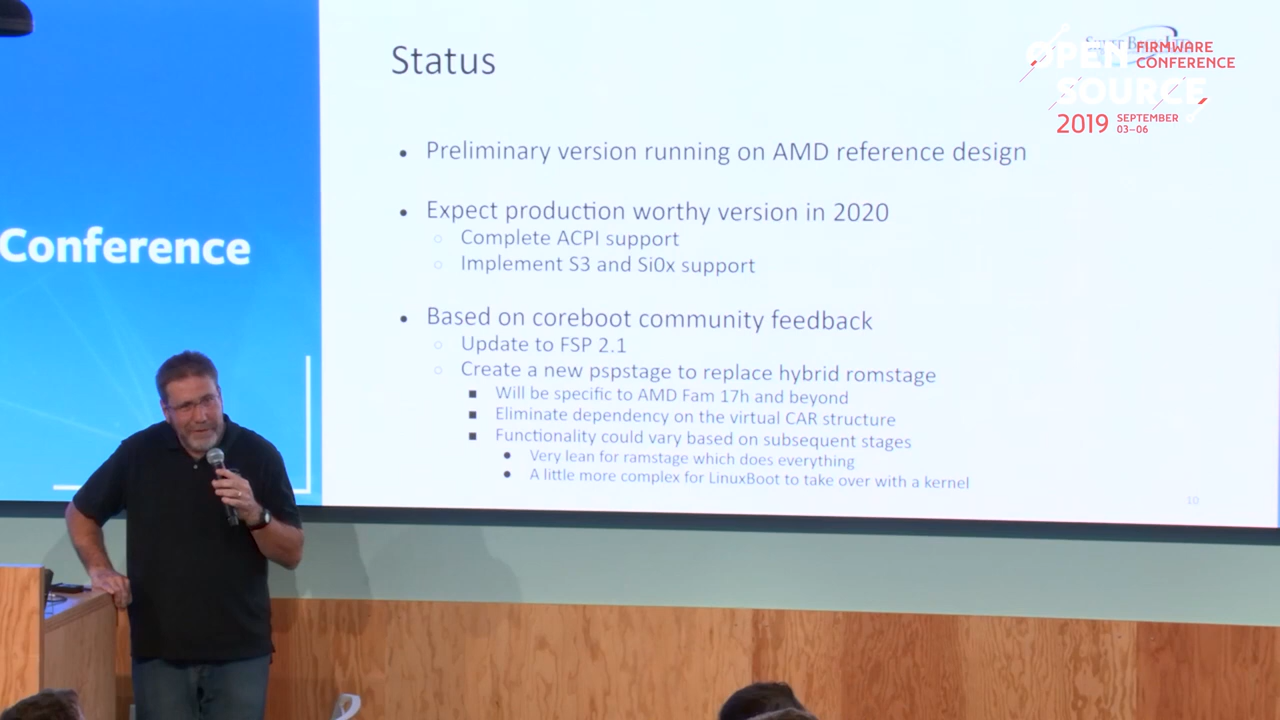 Status
OPEN SOURCE
FIRMWARE
CONFERENCE
2019 SEPTEMBER
03–06
Conference
• Preliminary version running on AMD reference design
• Expect production worthy version in 2020
○ Complete ACPI support
○ Implement S3 and Si0x support
• Based on coreboot community feedback
○ Update to FSP 2.1
○ Create a new pspstage to replace hybrid romstage
■ Will be specific to AMD Fam 17h and beyond
■ Eliminate dependency on the virtual CAR structure
■ Functionality could vary based on subsequent stages
• Very lean for ramstage which does everything
• A little more complex for LinuxBoot to take over with a kernel
10